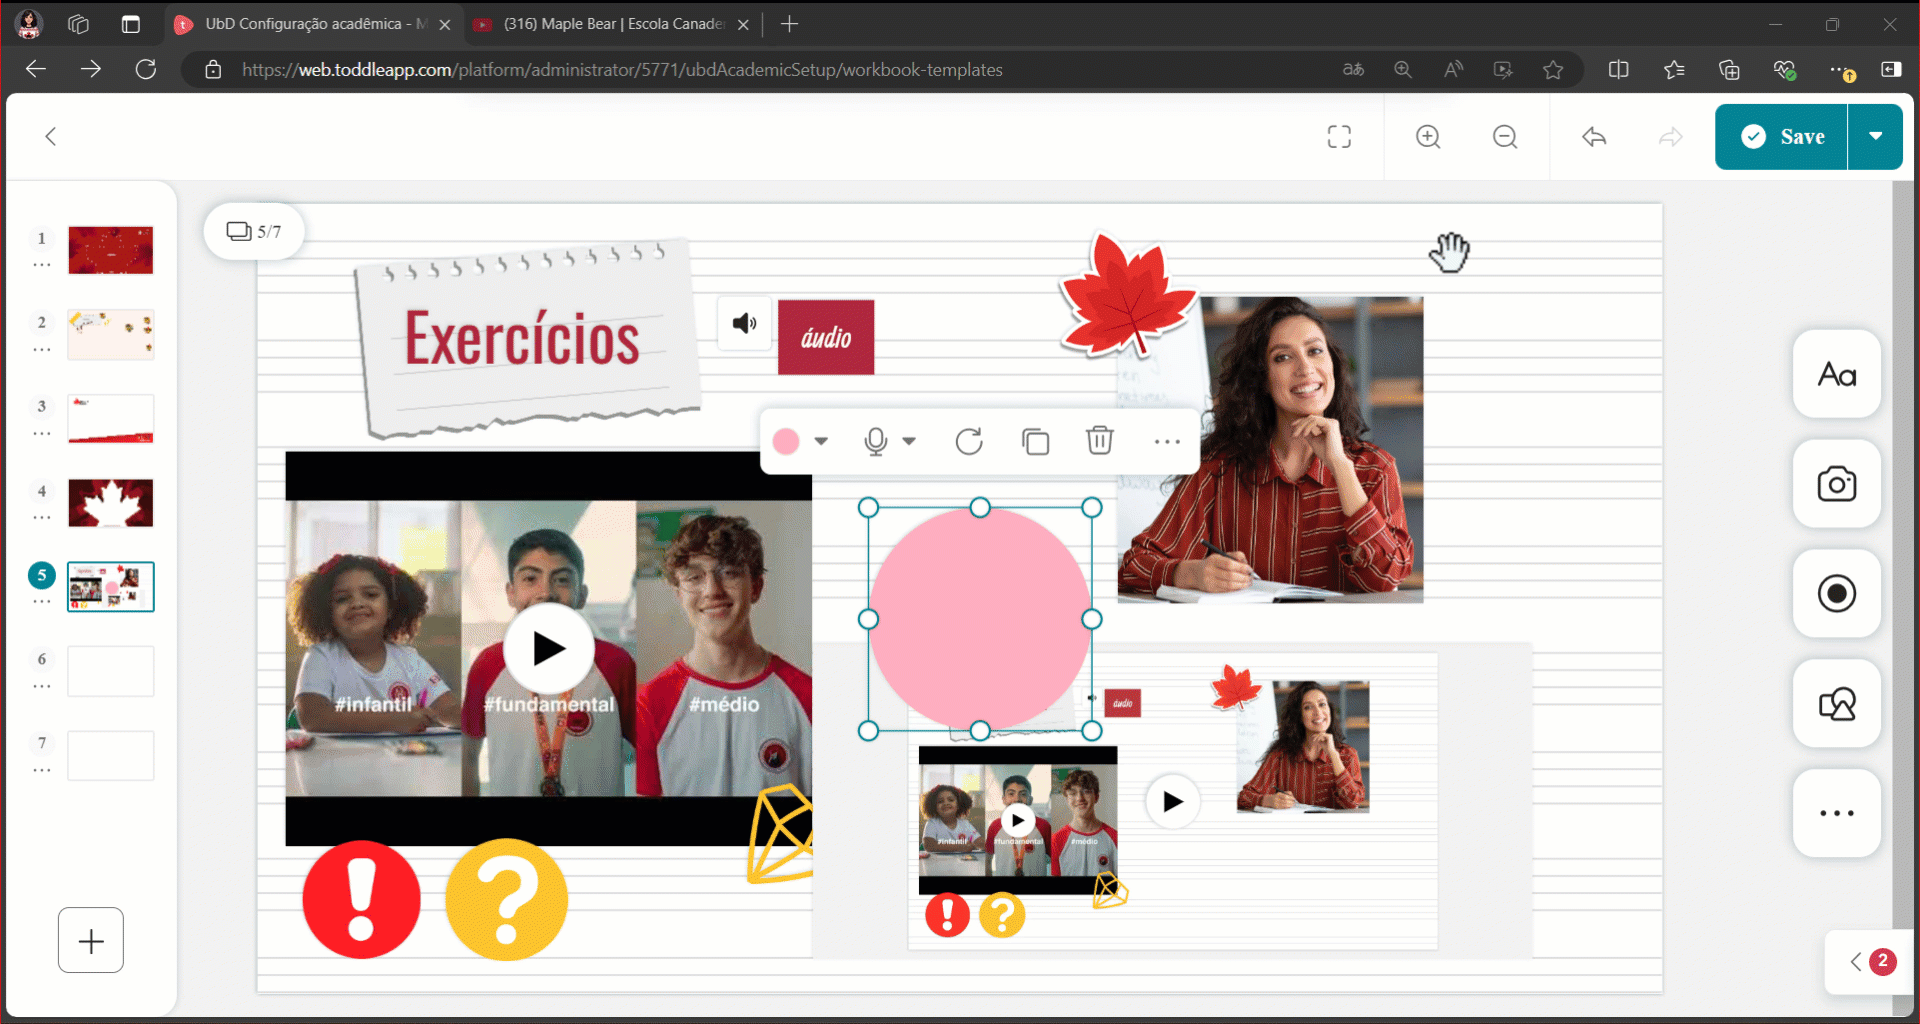 UbD Configuração acadêmica - M
(316) Maple Bear | Escola Canade
https://web.toddleapp.com/platform/administrator/5771/ubdAcademicSetup/workbook-templates
Save
5/7
1
2
3
4
5
6
7
Exercícios
áudio
Aa
#infantil
#fundamental
#médio
áudio
#infantil
#fundamental
#médio
!
?
!
?
2